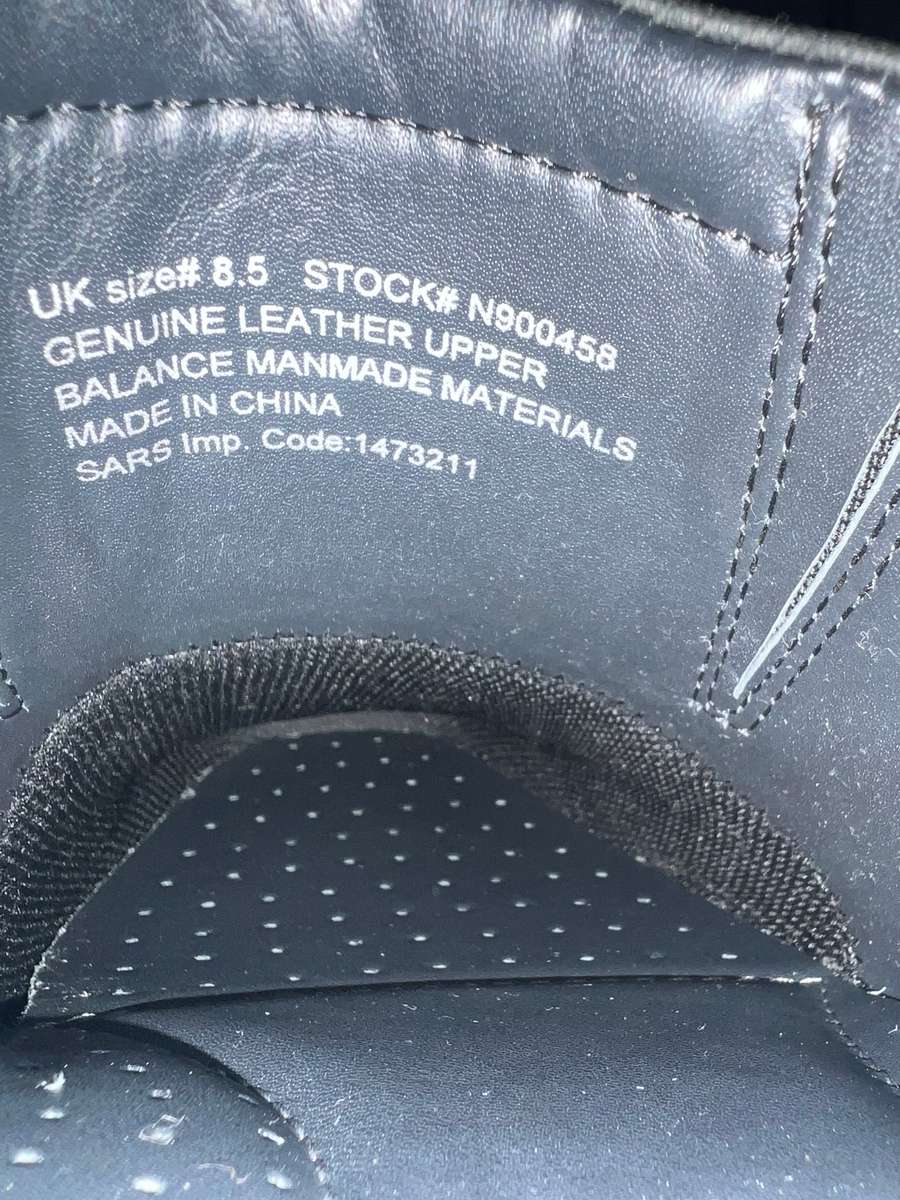 UK size# 8.5 STOCK# N900458
GENUINE LEATHER UPPER
BALANCE MANMADE MATERIALS
MADE IN CHINA
SARS Imp. Code:1473211